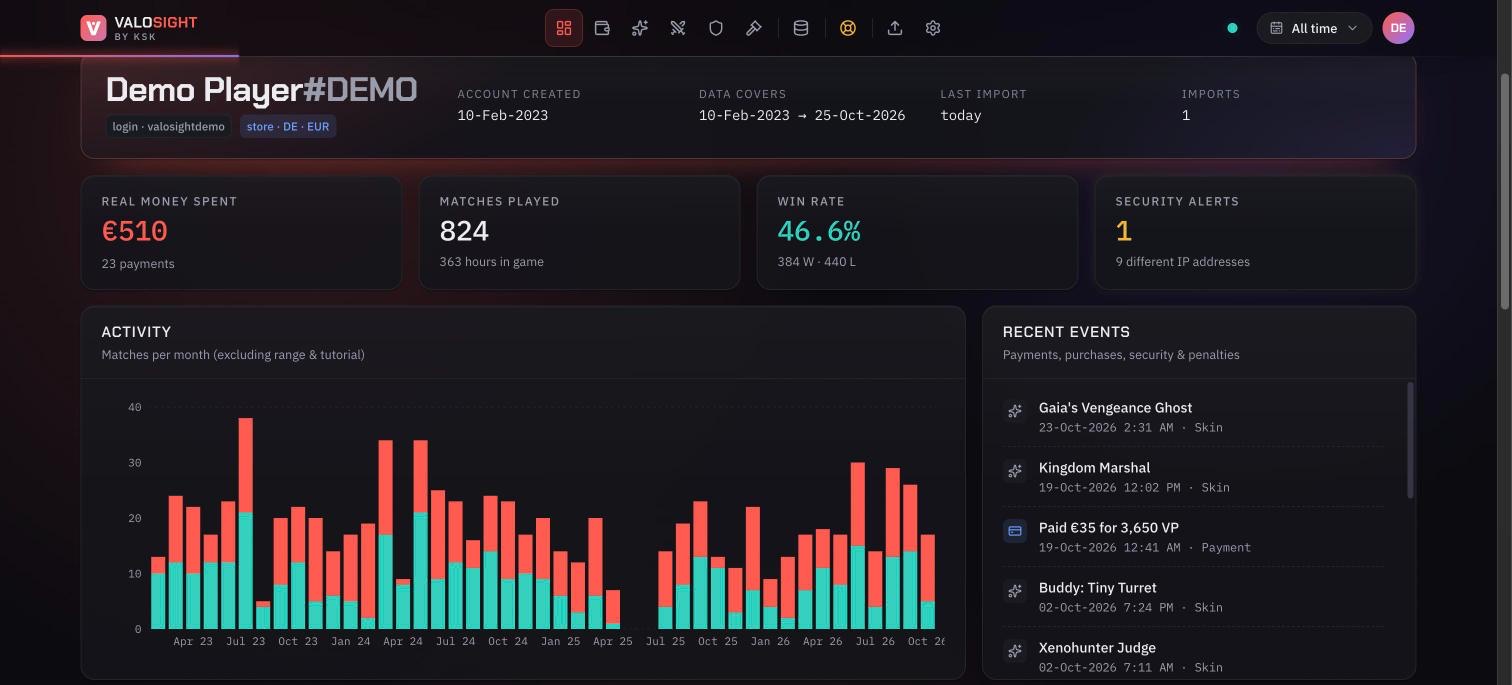 VALOSIGHT
BY KSK
All time
DE
Demo Player#DEMO
login · valosightdemo
store · DE · EUR
ACCOUNT CREATED
10-Feb-2023
DATA COVERS
10-Feb-2023 → 25-Oct-2026
LAST IMPORT
today
IMPORTS
1
REAL MONEY SPENT
€510
23 payments
MATCHES PLAYED
824
363 hours in game
WIN RATE
46.6%
384 W · 440 L
SECURITY ALERTS
1
9 different IP addresses
ACTIVITY
Matches per month (excluding range & tutorial)
40
30
20
10
0
Apr 23 Jul 23 Oct 23 Jan 24 Apr 24 Jul 24 Oct 24 Jan 25 Apr 25 Jul 25 Oct 25 Jan 26 Apr 26 Jul 26 Oct 26
RECENT EVENTS
Payments, purchases, security & penalties
Gaia's Vengeance Ghost
23-Oct-2026 2:31 AM · Skin
Kingdom Marshal
19-Oct-2026 12:02 PM · Skin
Paid €35 for 3,650 VP
19-Oct-2026 12:41 AM · Payment
Buddy: Tiny Turret
02-Oct-2026 7:24 PM · Skin
Xenohunter Judge
02-Oct-2026 7:11 AM · Skin